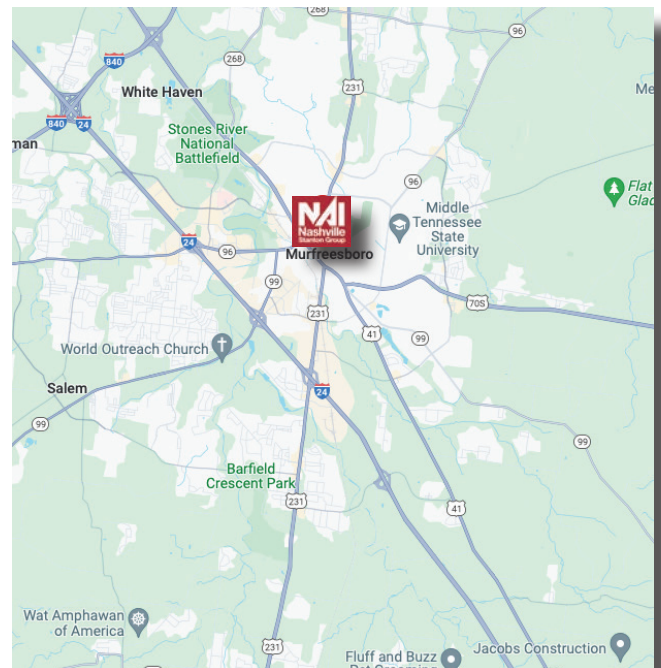 268
96
840
268
231
White Haven
Me
840
24
Stones River
National
Battlefield
man
96
Flat
Glad
NAI
Nashville
Stanton Group
Middle
Tennessee
State
University
24
96
Murfreesboro
99
70S
231
41
99
World Outreach Church
Salem
24
99
99
Barfield
Crescent Park
231
41
Wat Amphawan
of America
231
Fluff and Buzz
Jacobs Construction